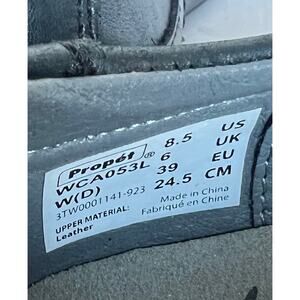 Propét® 8.5 US
WCA053L 6 UK
W(D) 39 EU
3TW0001141-923 24.5 CM
UPPER MATERIAL: Made in China
Leather Fabriqué en Chine